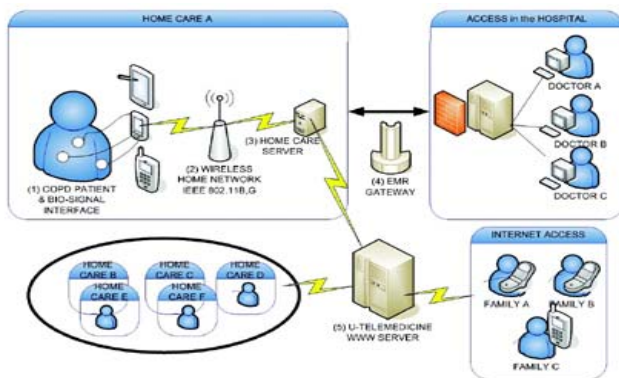 HOME CARE A
(1) COPD PATIENT
& BIO-SIGNAL
INTERFACE
(2) WIRELESS
HOME NETWORK
IEEE 802.11B,G
(3) HOME CARE
SERVER
(4) EMR
GATEWAY
ACCESS in the HOSPITAL
DOCTOR A
DOCTOR B
DOCTOR C
HOME
CARE B
HOME
CARE C
HOME
CARE D
HOME
CARE E
HOME
CARE F
(5) U-TELEMEDICINE
WWW SERVER
INTERNET ACCESS
FAMILY A
FAMILY B
FAMILY C